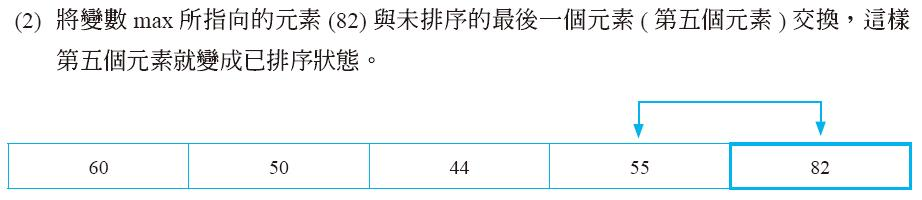 (2) 將變數 max 所指向的元素 (82) 與未排序的最後一個元素 ( 第五個元素 ) 交換，這樣
第五個元素就變成已排序狀態。
60 50 44 55 82